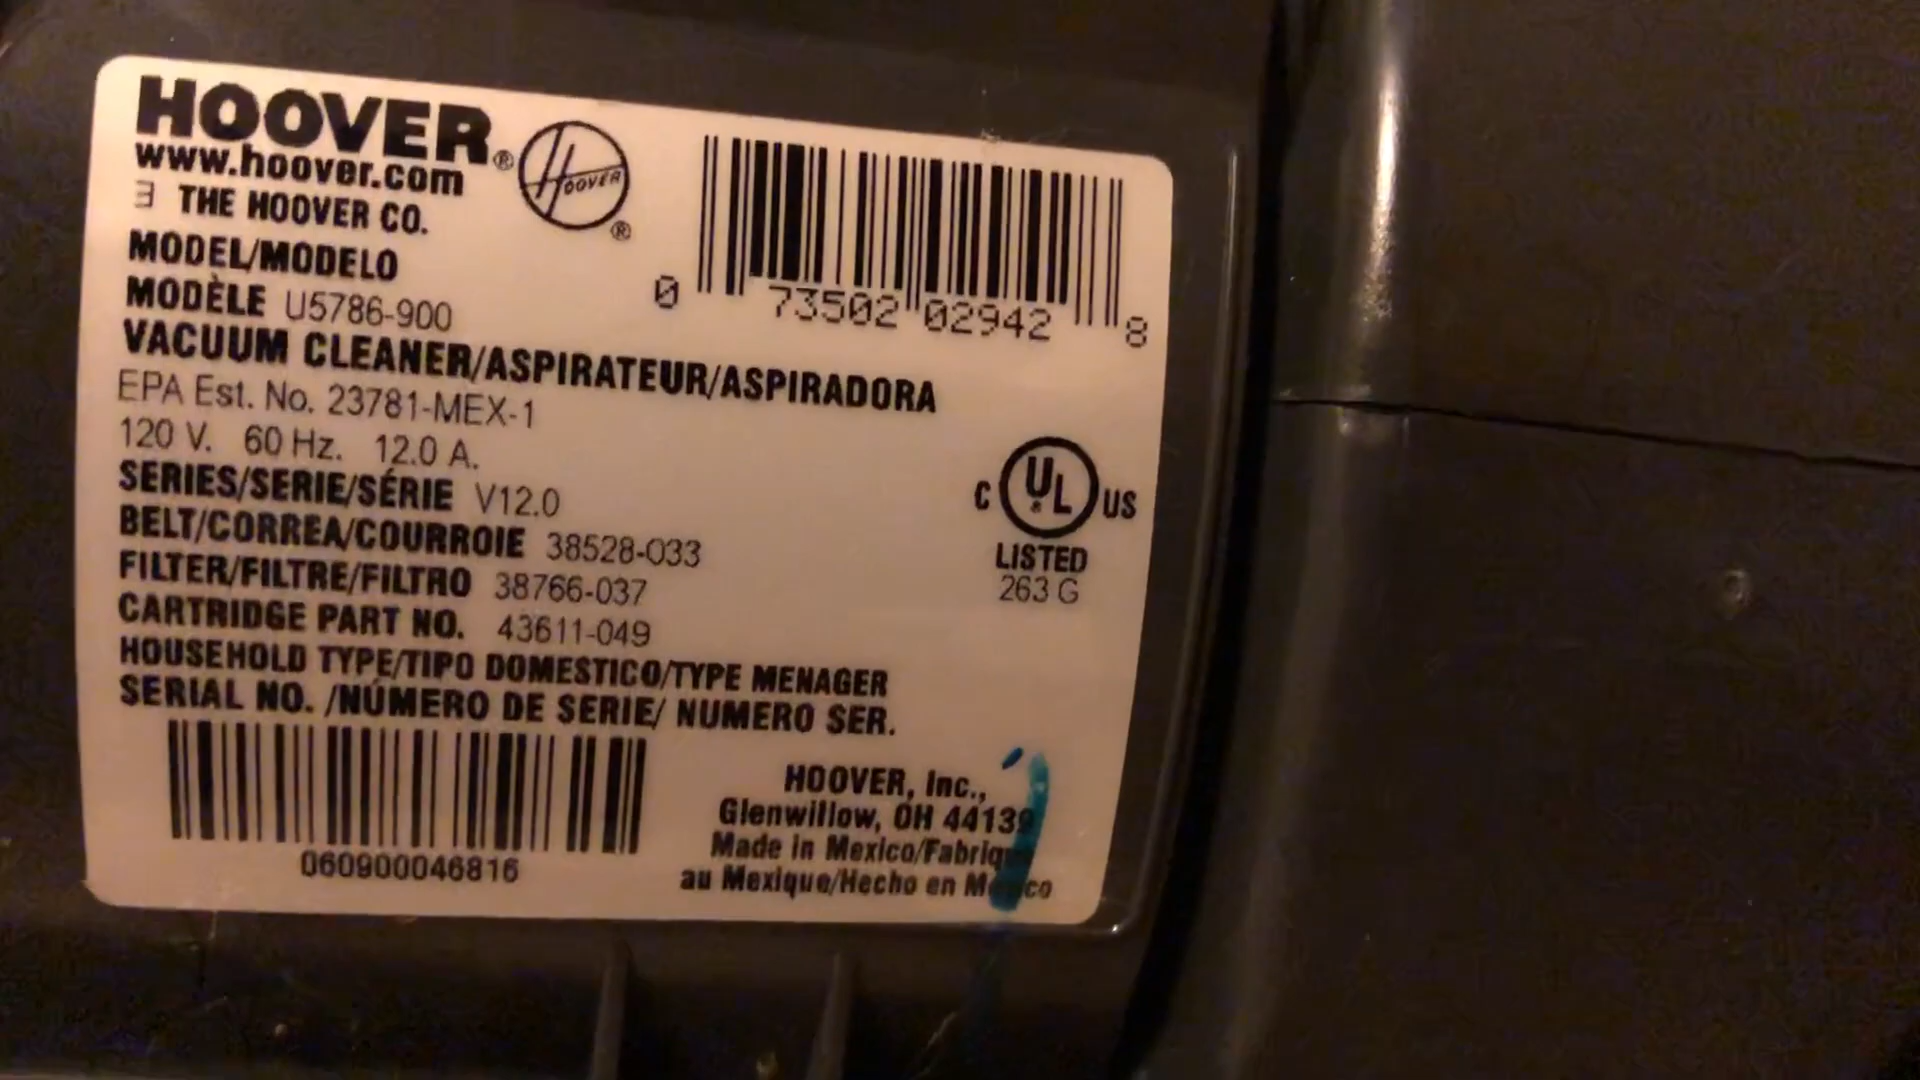 HOOVER®
Hoover
®
www.hoover.com
THE HOOVER CO.
MODEL/MODELO
MODÈLE U5786-900
0 73502 02942 8
VACUUM CLEANER/ASPIRATEUR/ASPIRADORA
EPA Est. No. 23781-MEX-1
120 V. 60 Hz. 12.0 A.
SERIES/SERIE/SÉRIE V12.0
BELT/CORREA/COURROIE 38528-033
FILTER/FILTRE/FILTRO 38766-037
CARTRIDGE PART NO. 43611-049
C UL® US
LISTED
263 G
HOUSEHOLD TYPE/TIPO DOMESTICO/TYPE MENAGER
SERIAL NO. /NÚMERO DE SERIE/ NUMERO SER.
060900046816
HOOVER, Inc.,
Glenwillow, OH 44139
Made in Mexico/Fabriqué
au Mexique/Hecho en Mexico